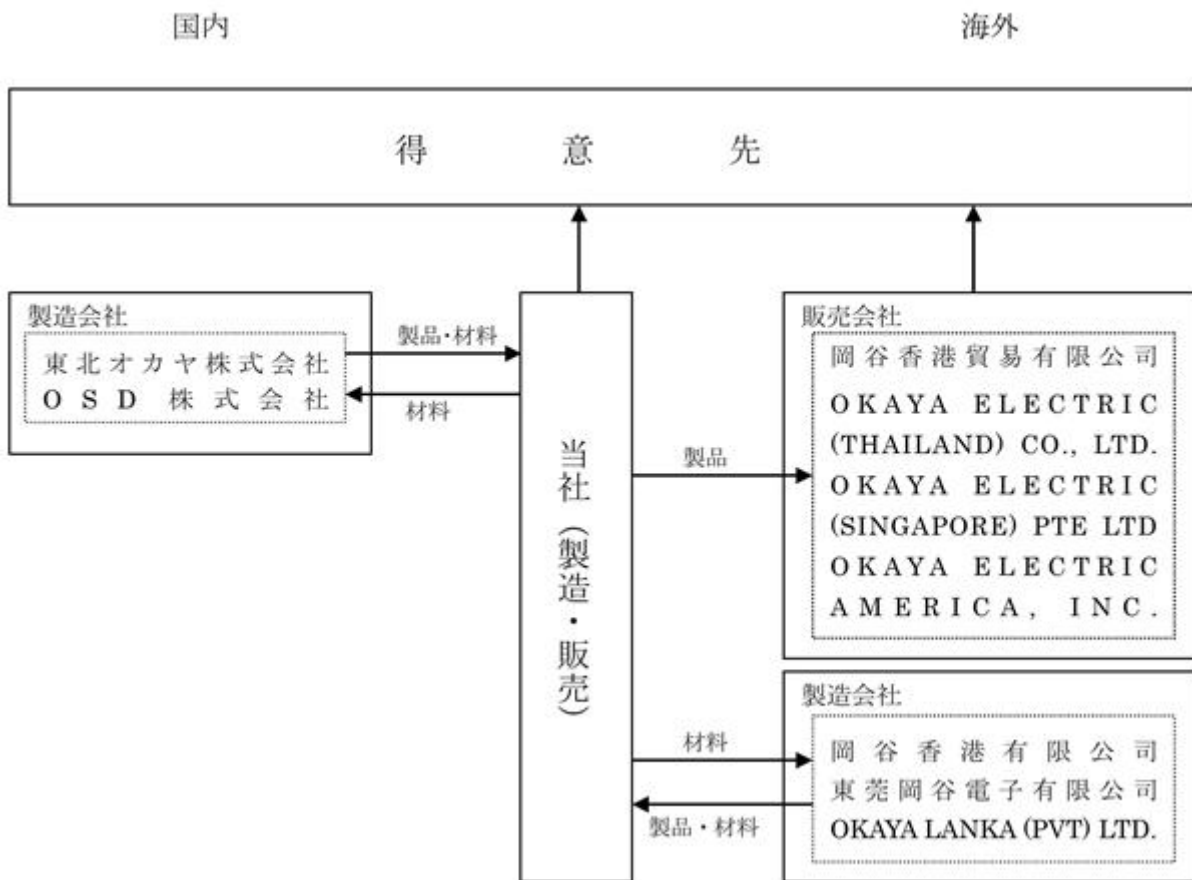 国内
海外
得意先
製造会社
東北オカヤ株式会社
OSD 株式会社
製品・材料
材料
当社（製造・販売）
製品
販売会社
岡谷香港貿易有限公司
OKAYA ELECTRIC
(THAILAND) CO., LTD.
OKAYA ELECTRIC
(SINGAPORE) PTE LTD
OKAYA ELECTRIC
AMERICA, INC.
材料
製品・材料
製造会社
岡谷香港有限公司
東莞岡谷電子有限公司
OKAYA LANKA (PVT) LTD.